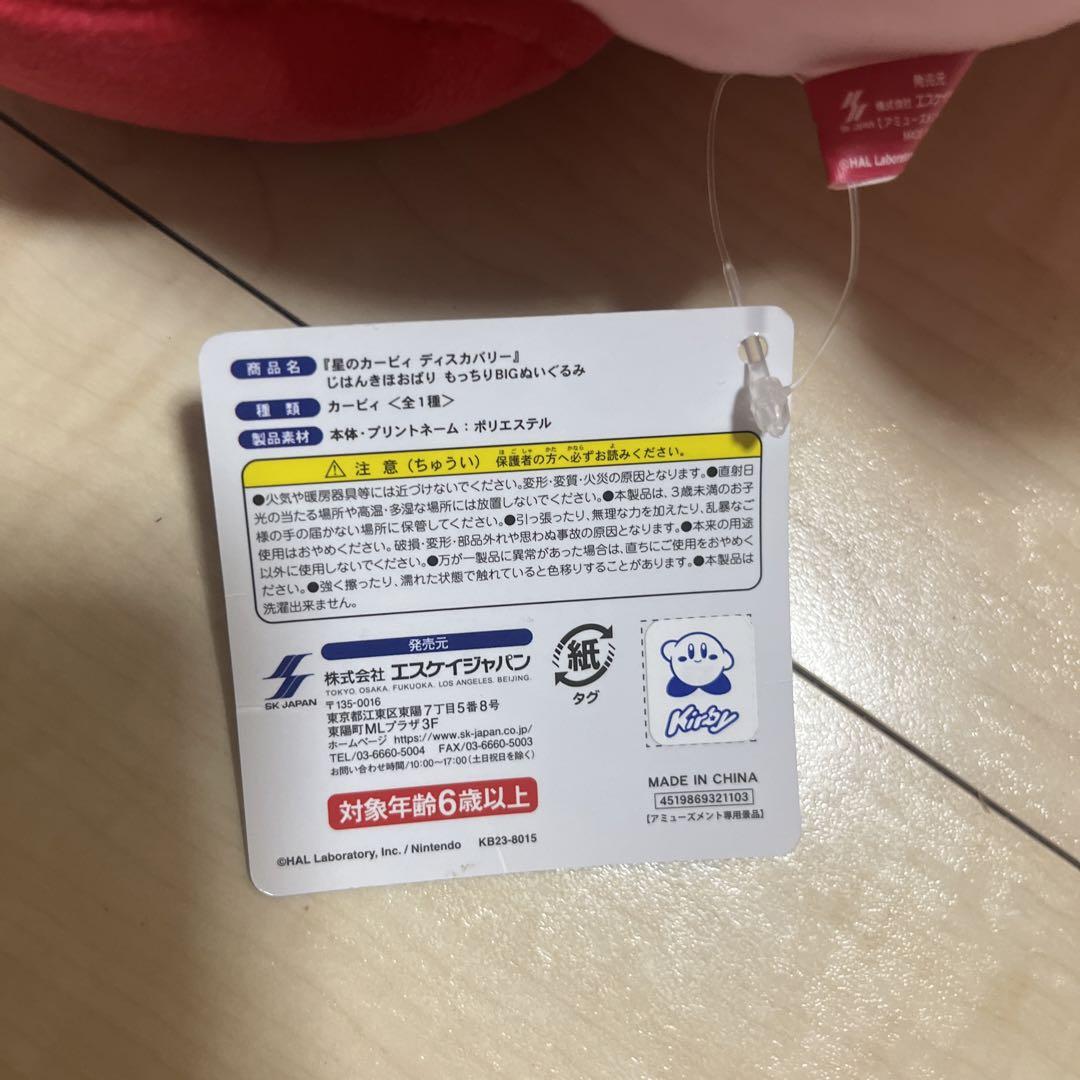 発売元
株式会社 エスケイ
SK JAPAN 【アミューズメン
MADE
©HAL Labora
商品名 『星のカービィ ディスカバリー』
じはんきほおばり もっちりBIGぬいぐるみ
種類 カービィ <全1種>
製品素材 本体・プリントネーム：ポリエステル
⚠ 注意（ちゅうい） 保護者の方へ必ずお読みください。
●火気や暖房器具等には近づけないでください。変形・変質・火災の原因となります。●直射日
光の当たる場所や高温・多湿な場所には放置しないでください。●本製品は、3歳未満のお子
様の手の届かない場所に保管してください。●引っ張ったり、無理な力を加えたり、乱暴なご
使用はおやめください。破損・変形・部品外れや思わぬ事故の原因となります。●本来の用途
以外に使用しないでください。●万が一製品に異常があった場合は、直ちにご使用をおやめく
ださい。●強く擦ったり、濡れた状態で触れていると色移りすることがあります。●本製品は
洗濯出来ません。
発売元
SK JAPAN
株式会社 エスケイジャパン
TOKYO. OSAKA. FUKUOKA. LOS ANGELES. BEIJING.
〒135-0016
東京都江東区東陽7丁目5番8号
東陽町MLプラザ3F
ホームページ https://www.sk-japan.co.jp/
TEL/03-6660-5004 FAX/03-6660-5003
お問い合わせ時間/10:00〜17:00（土日祝日を除く）
対象年齢6歳以上
©HAL Laboratory, Inc. / Nintendo KB23-8015
紙
タグ
Kirby
MADE IN CHINA
4519869321103
【アミューズメント専用景品】